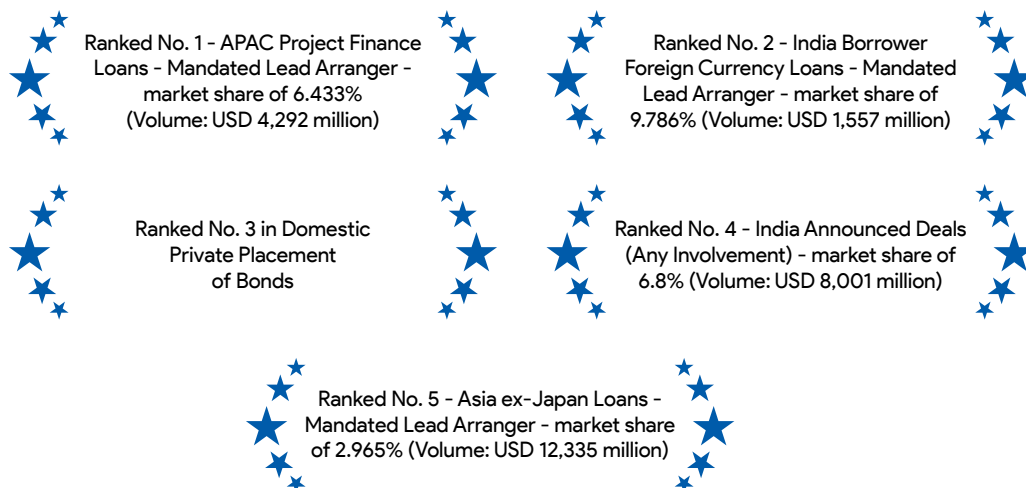 Ranked No. 1 - APAC Project Finance
Loans - Mandated Lead Arranger -
market share of 6.433%
(Volume: USD 4,292 million)
Ranked No. 2 - India Borrower
Foreign Currency Loans - Mandated
Lead Arranger - market share of
9.786% (Volume: USD 1,557 million)
Ranked No. 3 in Domestic
Private Placement
of Bonds
Ranked No. 4 - India Announced Deals
(Any Involvement) - market share of
6.8% (Volume: USD 8,001 million)
Ranked No. 5 - Asia ex-Japan Loans -
Mandated Lead Arranger - market share
of 2.965% (Volume: USD 12,335 million)